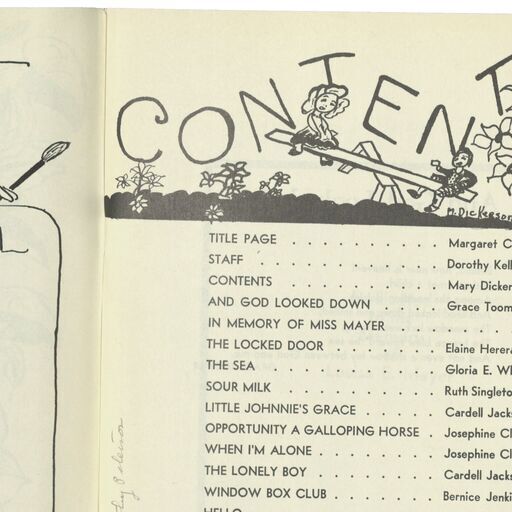 CONTENT
M. Dickerson
TITLE PAGE . . . . . . . . . . Margaret C
STAFF . . . . . . . . . . . . Dorothy Kell
CONTENTS . . . . . . . . . . Mary Dicker
AND GOD LOOKED DOWN . . . . . Grace Toom
IN MEMORY OF MISS MAYER . . . . . .
THE LOCKED DOOR . . . . . . . Elaine Herera
THE SEA . . . . . . . . . . . Gloria E. Wh
SOUR MILK . . . . . . . . . . Ruth Singleto
LITTLE JOHNNIE'S GRACE . . . . . Cardell Jacks
OPPORTUNITY A GALLOPING HORSE . Josephine Cl
WHEN I'M ALONE . . . . . . . . Josephine Cl
THE LONELY BOY . . . . . . . . Cardell Jacks
WINDOW BOX CLUB . . . . . . . Bernice Jenki
HELLO
L